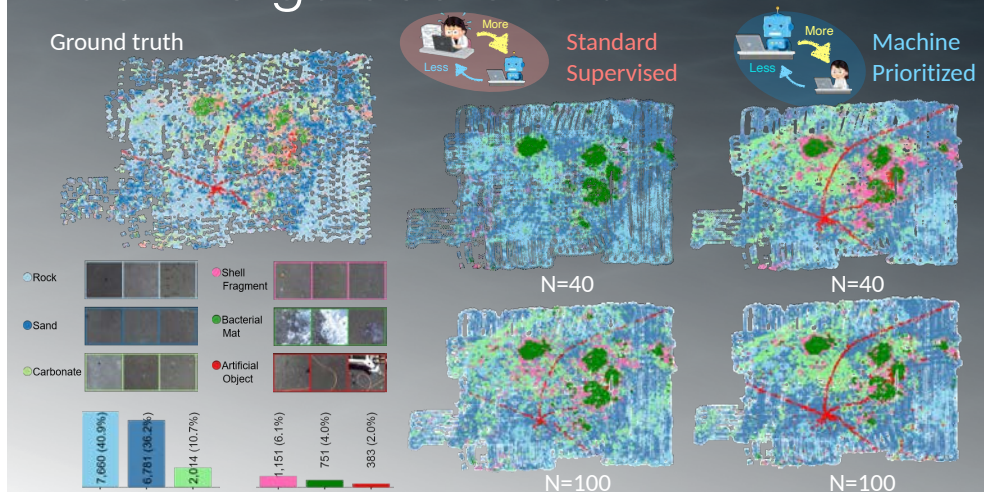 Ground truth
More
Less
Standard
Supervised
More
Less
Machine
Prioritized
Rock
Sand
Carbonate
Shell
Fragment
Bacterial
Mat
Artificial
Object
7,660 (40.9%)
6,781 (36.2%)
2,014 (10.7%)
1,151 (6.1%)
751 (4.0%)
383 (2.0%)
N=40
N=40
N=100
N=100